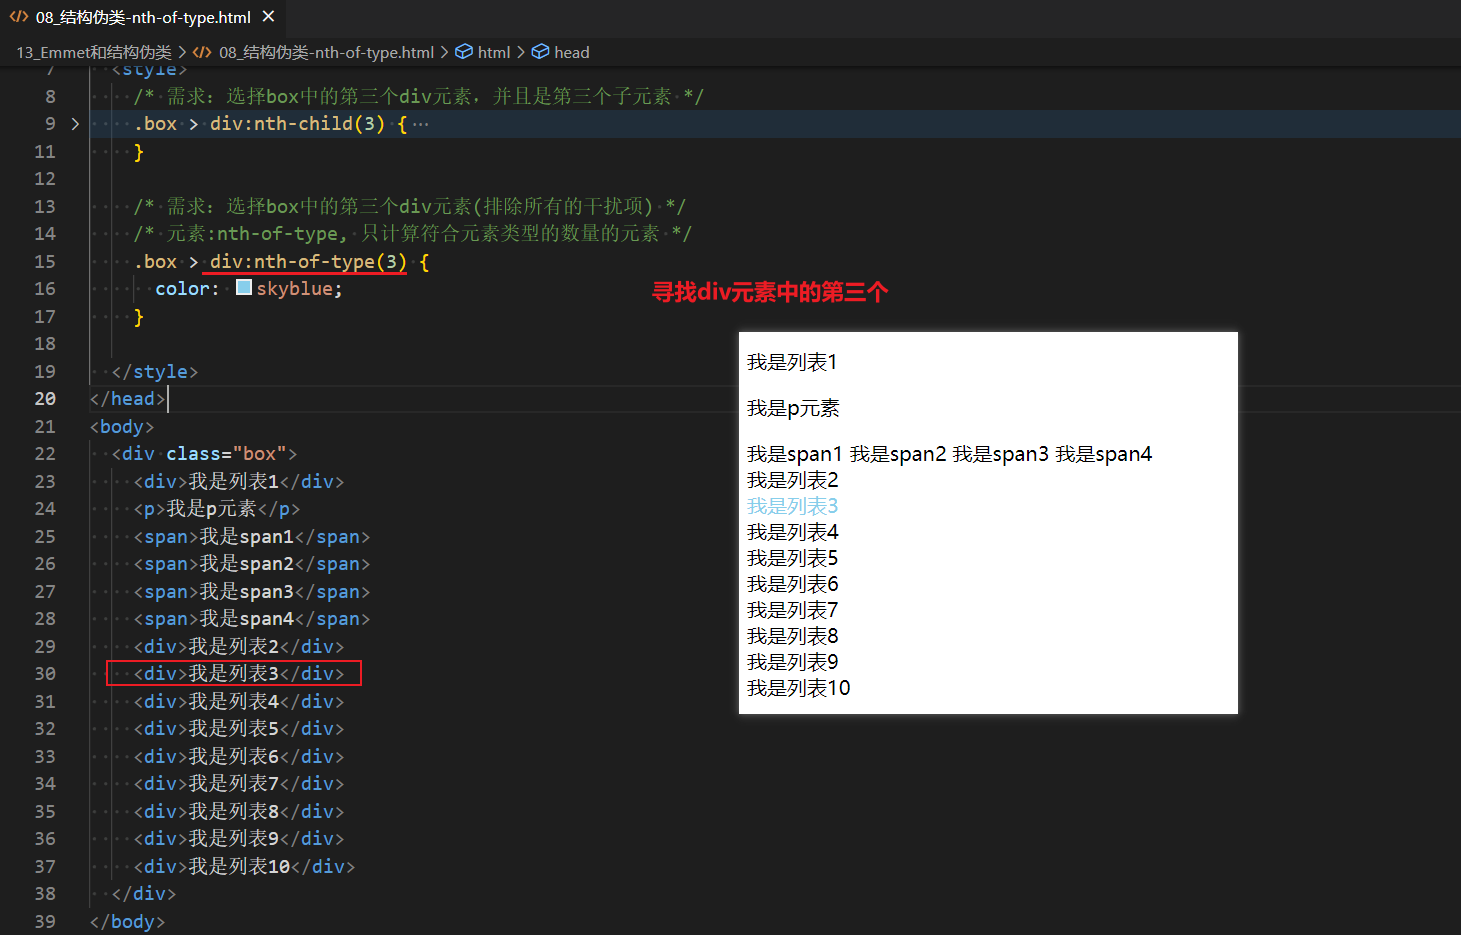 08_结构伪类-nth-of-type.html
13_Emmet和结构伪类 > 08_结构伪类-nth-of-type.html > html > head
7 <style>
8 /* 需求: 选择box中的第三个div元素, 并且是第三个子元素 */
9 .box > div:nth-child(3) { ...
11 }
12
13 /* 需求: 选择box中的第三个div元素(排除所有的干扰项) */
14 /* 元素:nth-of-type, 只计算符合元素类型的数量的元素 */
15 .box > div:nth-of-type(3) {
16 color: skyblue;
17 }
18
19 </style>
20 </head>
21 <body>
22 <div class="box">
23 <div>我是列表1</div>
24 <p>我是p元素</p>
25 <span>我是span1</span>
26 <span>我是span2</span>
27 <span>我是span3</span>
28 <span>我是span4</span>
29 <div>我是列表2</div>
30 <div>我是列表3</div>
31 <div>我是列表4</div>
32 <div>我是列表5</div>
33 <div>我是列表6</div>
34 <div>我是列表7</div>
35 <div>我是列表8</div>
36 <div>我是列表9</div>
37 <div>我是列表10</div>
38 </div>
39 </body>
寻找div元素中的第三个
我是列表1
我是p元素
我是span1 我是span2 我是span3 我是span4
我是列表2
我是列表3
我是列表4
我是列表5
我是列表6
我是列表7
我是列表8
我是列表9
我是列表10